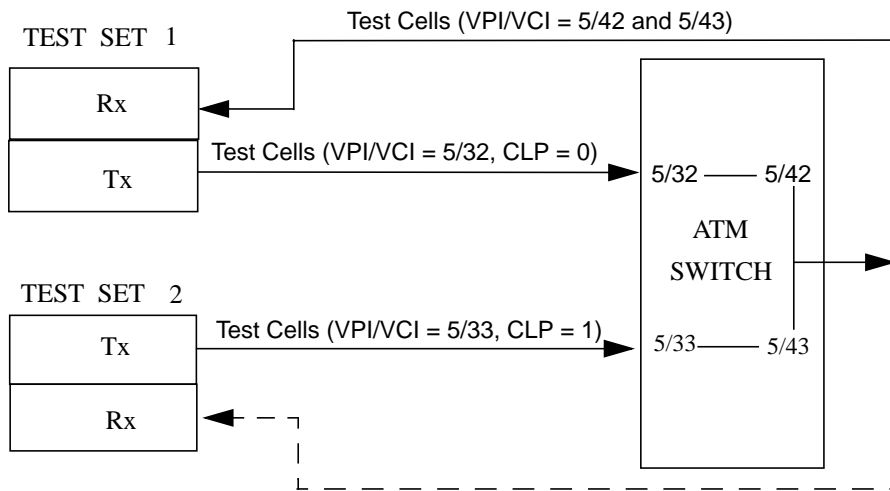 Test Cells (VPI/VCI = 5/42 and 5/43)
TEST SET 1
Rx
Test Cells (VPI/VCI = 5/32, CLP = 0)
Tx
5/32
5/42
ATM
SWITCH
TEST SET 2
Test Cells (VPI/VCI = 5/33, CLP = 1)
Tx
5/33
5/43
Rx